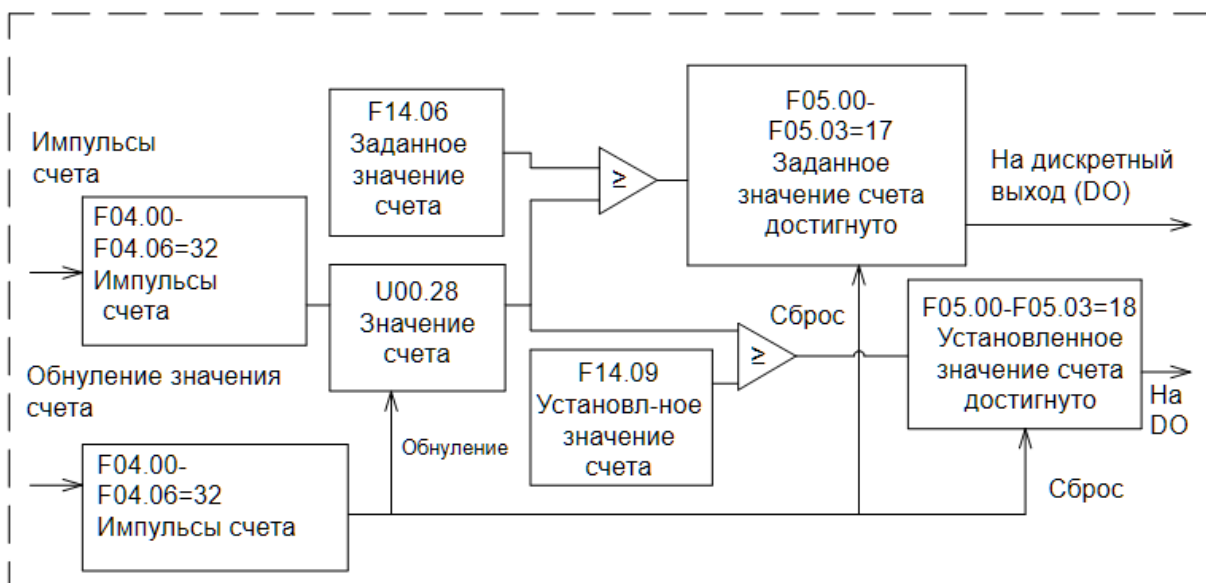 Импульсы
счета
F04.00-
F04.06=32
Импульсы
счета
F14.06
Заданное
значение
счета
≥
F05.00-
F05.03=17
Заданное
значение счета
достигнуто
На дискретный
выход (DO)
U00.28
Значение
счета
Сброс
≥
F05.00-F05.03=18
Установленное
значение счета
достигнуто
На
DO
F14.09
Установл-ное
значение
счета
Обнуление значения
счета
Обнуление
F04.00-
F04.06=32
Импульсы счета
Сброс